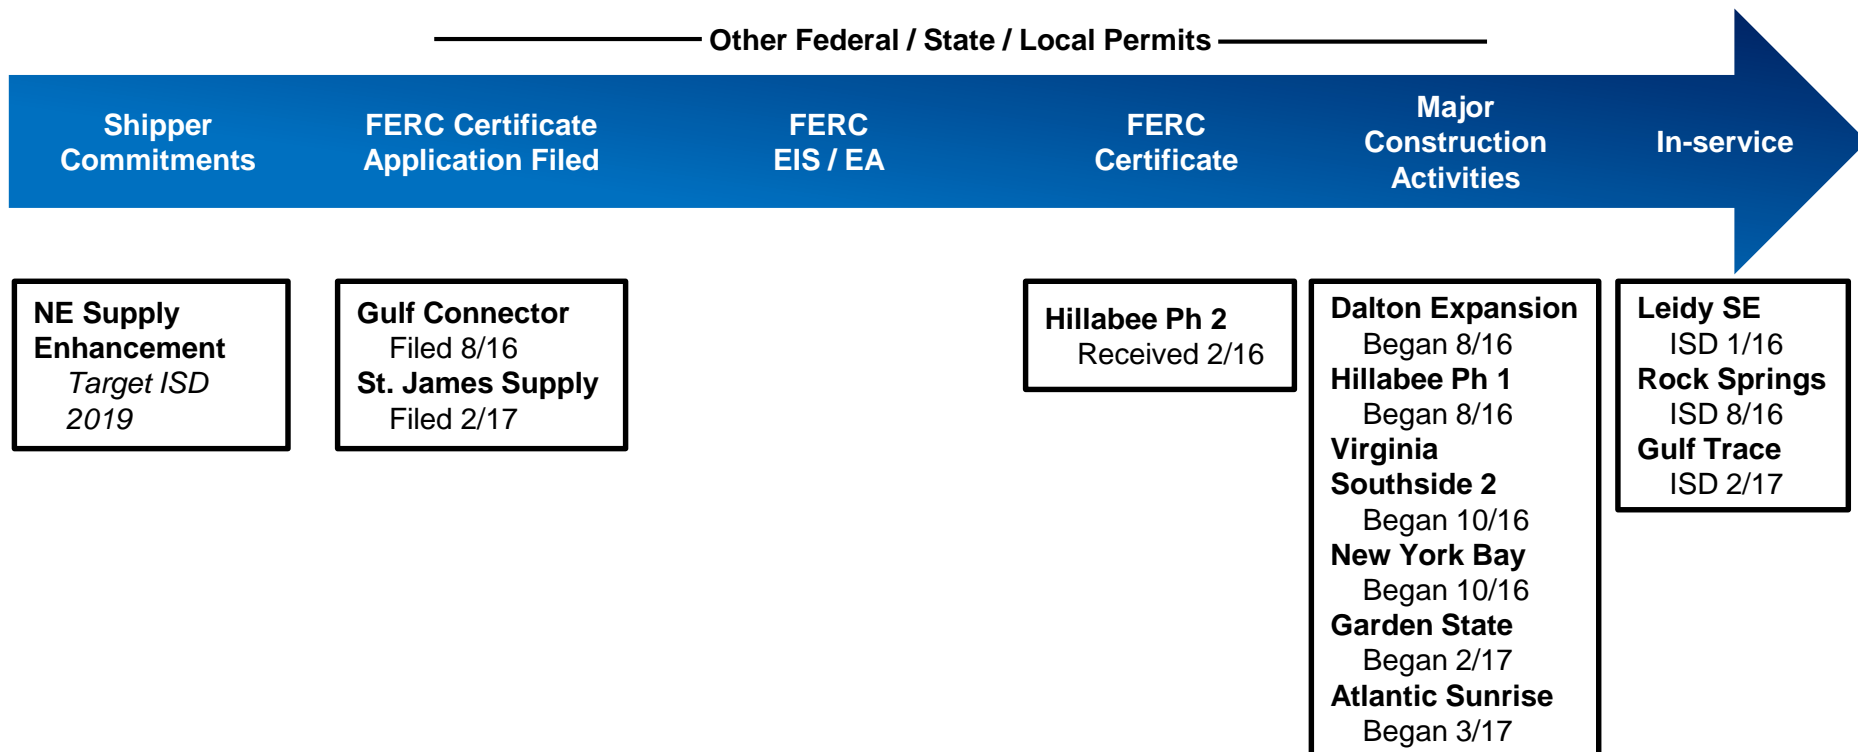 Other Federal / State / Local Permits
Shipper
Commitments
FERC Certificate
Application Filed
FERC
EIS / EA
FERC
Certificate
Major
Construction
Activities
In-service
NE Supply
Enhancement
Target ISD
2019
Gulf Connector
Filed 8/16
St. James Supply
Filed 2/17
Hillabee Ph 2
Received 2/16
Dalton Expansion
Began 8/16
Hillabee Ph 1
Began 8/16
Virginia
Southside 2
Began 10/16
New York Bay
Began 10/16
Garden State
Began 2/17
Atlantic Sunrise
Began 3/17
Leidy SE
ISD 1/16
Rock Springs
ISD 8/16
Gulf Trace
ISD 2/17